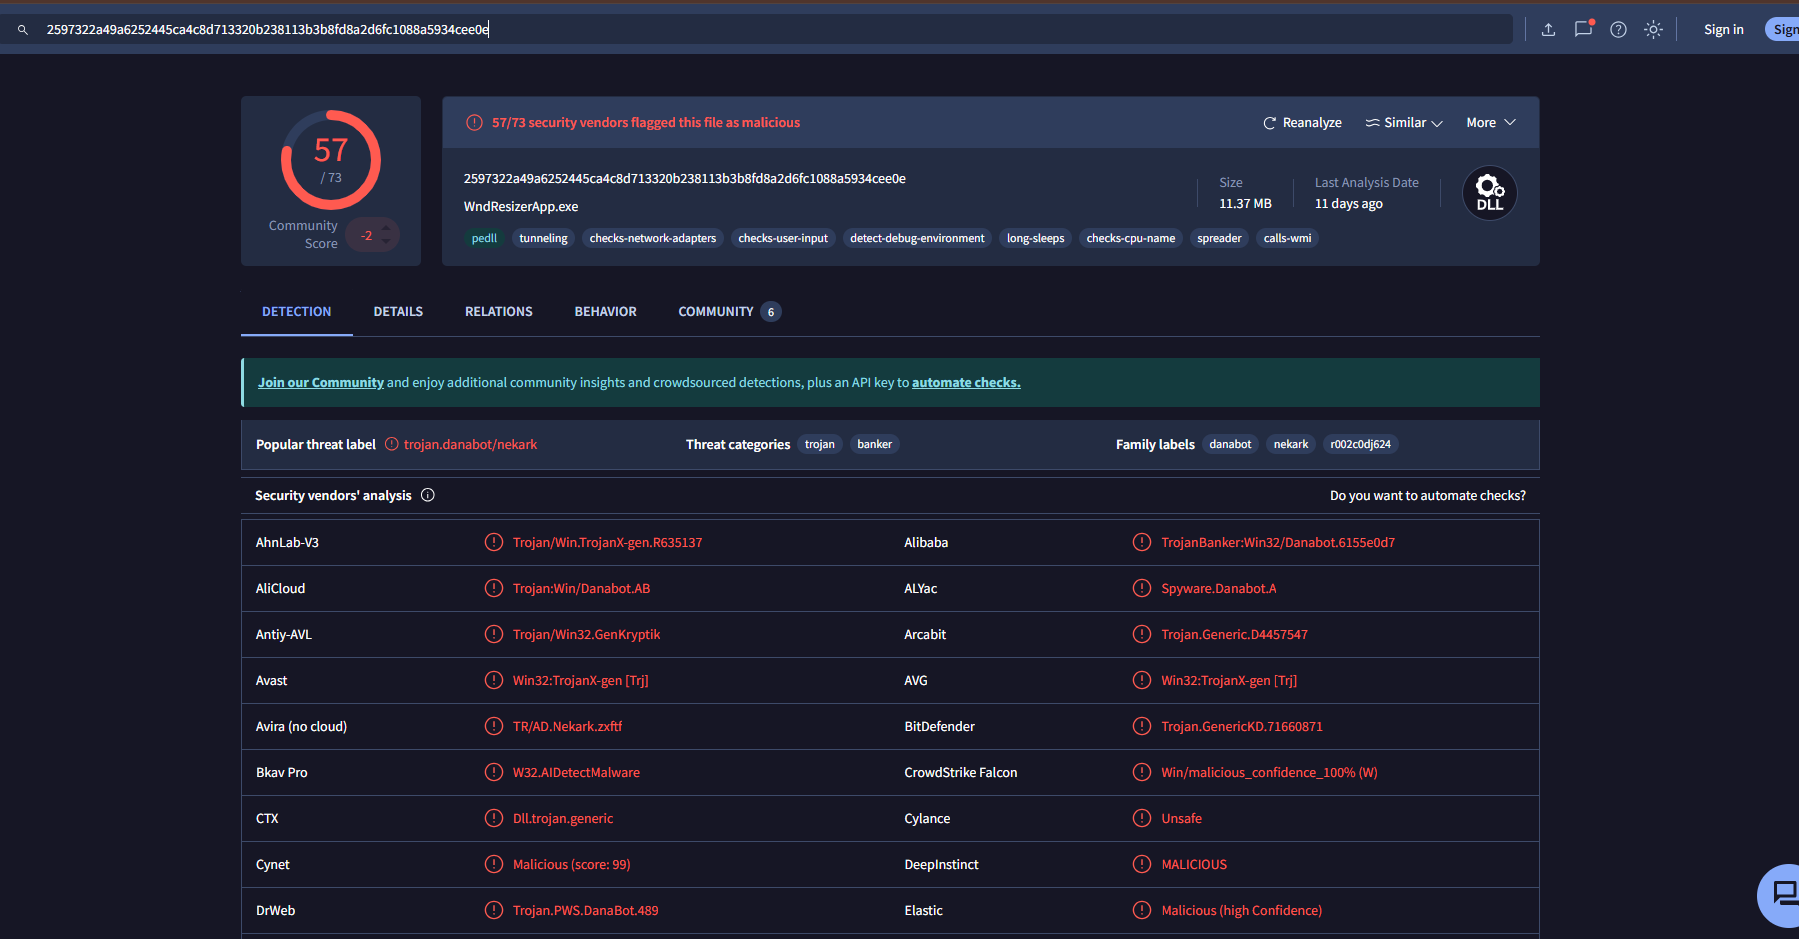 2597322a49a6252445ca4c8d713320b238113b3b8fd8a2d6fc1088a5934cee0e
Sign in
Sign
57
/ 73
Community
Score
-2
57/73 security vendors flagged this file as malicious
Reanalyze
Similar
More
2597322a49a6252445ca4c8d713320b238113b3b8fd8a2d6fc1088a5934cee0e
WndResizerApp.exe
Size
11.37 MB
Last Analysis Date
11 days ago
DLL
pedll
tunneling
checks-network-adapters
checks-user-input
detect-debug-environment
long-sleeps
checks-cpu-name
spreader
calls-wmi
DETECTION
DETAILS
RELATIONS
BEHAVIOR
COMMUNITY 6
Join our Community and enjoy additional community insights and crowdsourced detections, plus an API key to automate checks.
Popular threat label trojan.danabot/nekark
Threat categories trojan banker
Family labels danabot nekark r002c0dj624
Security vendors' analysis
Do you want to automate checks?
AhnLab-V3 Trojan/Win.TrojanX-gen.R635137
Alibaba TrojanBanker:Win32/Danabot.6155e0d7
AliCloud Trojan:Win/Danabot.AB
ALYac Spyware.Danabot.A
Antiy-AVL Trojan/Win32.GenKryptik
Arcabit Trojan.Generic.D4457547
Avast Win32:TrojanX-gen [Trj]
AVG Win32:TrojanX-gen [Trj]
Avira (no cloud) TR/AD.Nekark.zxftf
BitDefender Trojan.GenericKD.71660871
Bkav Pro W32.AIDetectMalware
CrowdStrike Falcon Win/malicious_confidence_100% (W)
CTX Dll.trojan.generic
Cylance Unsafe
Cynet Malicious (score: 99)
DeepInstinct MALICIOUS
DrWeb Trojan.PWS.DanaBot.489
Elastic Malicious (high Confidence)